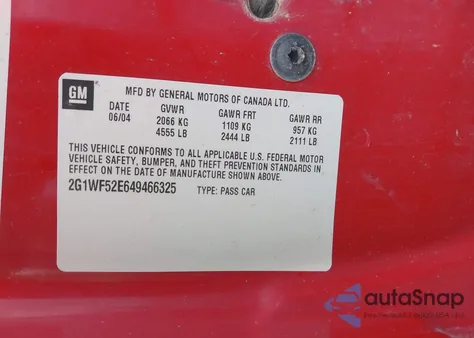 GM
MFD BY GENERAL MOTORS OF CANADA LTD.
DATE GVWR GAWR FRT GAWR RR
06/04 2066 KG 1109 KG 957 KG
4555 LB 2444 LB 2111 LB
THIS VEHICLE CONFORMS TO ALL APPLICABLE U.S. FEDERAL MOTOR
VEHICLE SAFETY, BUMPER, AND THEFT PREVENTION STANDARDS IN
EFFECT ON THE DATE OF MANUFACTURE SHOWN ABOVE.
2G1WF52E649466325 TYPE: PASS CAR
autoSnap